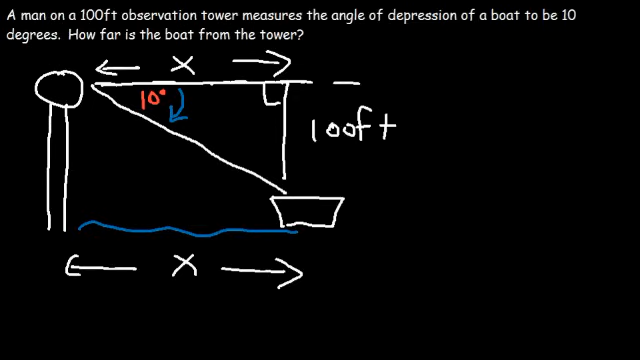 A man on a 100ft observation tower measures the angle of depression of a boat to be 10
degrees. How far is the boat from the tower?
x
10°
100ft
x